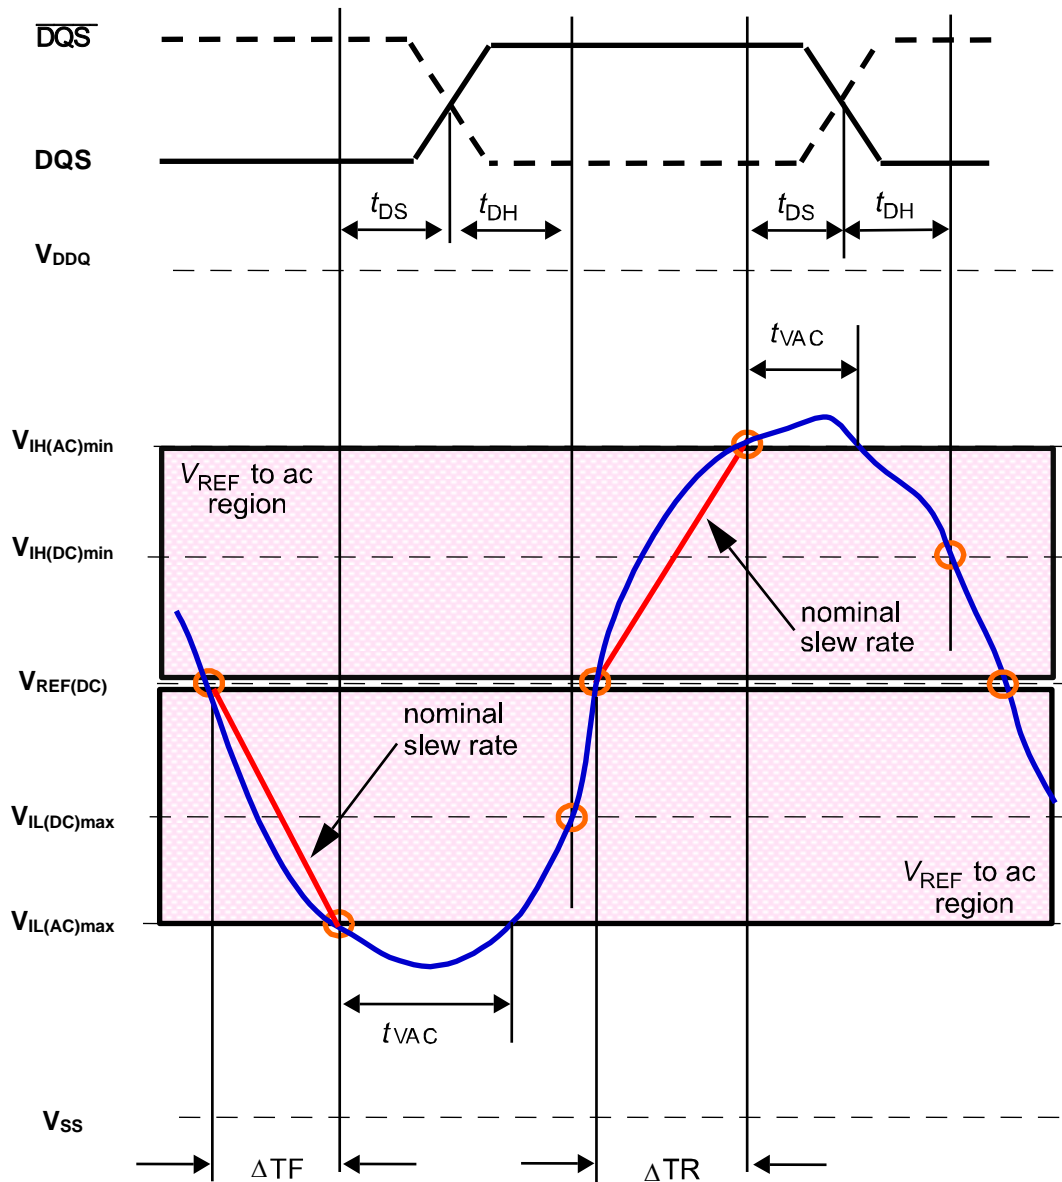 DQS
DQS
tDS
tDH
tDS
tDH
VDDQ
tVAC
VIH(AC)min
VREF to ac
region
VIH(DC)min
nominal
slew rate
VREF(DC)
nominal
slew rate
VIL(DC)max
VREF to ac
region
VIL(AC)max
tVAC
VSS
ΔTF
ΔTR